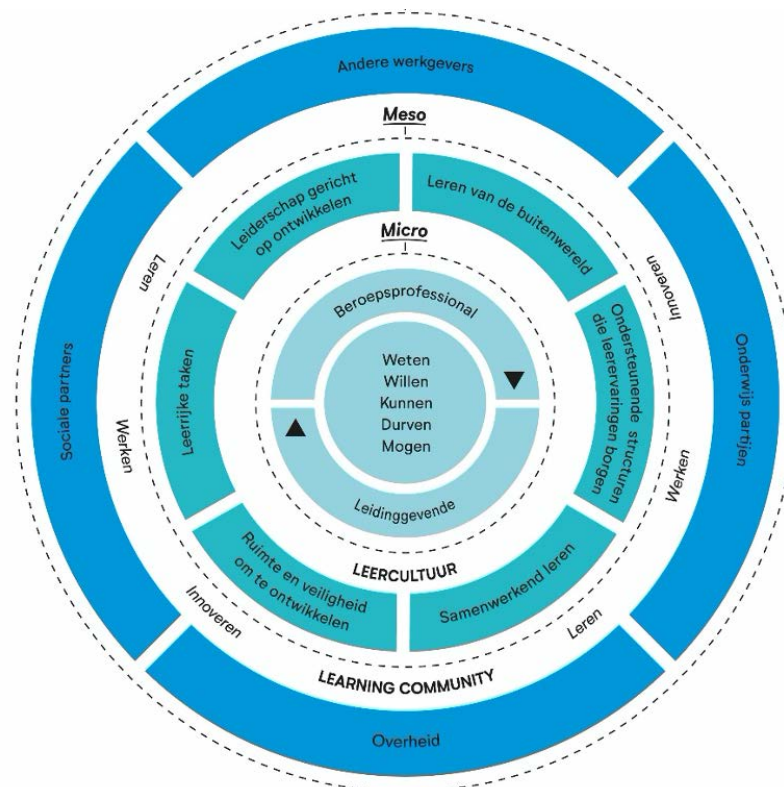 Andere werkgevers
Meso
Leiderschap gericht
op ontwikkelen
Leren van de buitenwereld
Micro
Leren
Innoveren
Beroepsprofessional
Sociale partners
Leerrijke taken
Weten
Willen
Kunnen
Durven
Mogen
Ondersteunende structuren
die leerervaringen borgen
Onderwijs partijen
Werken
Werken
Leidinggevende
LEERCULTUUR
Ruimte en veiligheid
om te ontwikkelen
Samenwerkend leren
Innoveren
Leren
LEARNING COMMUNITY
Overheid